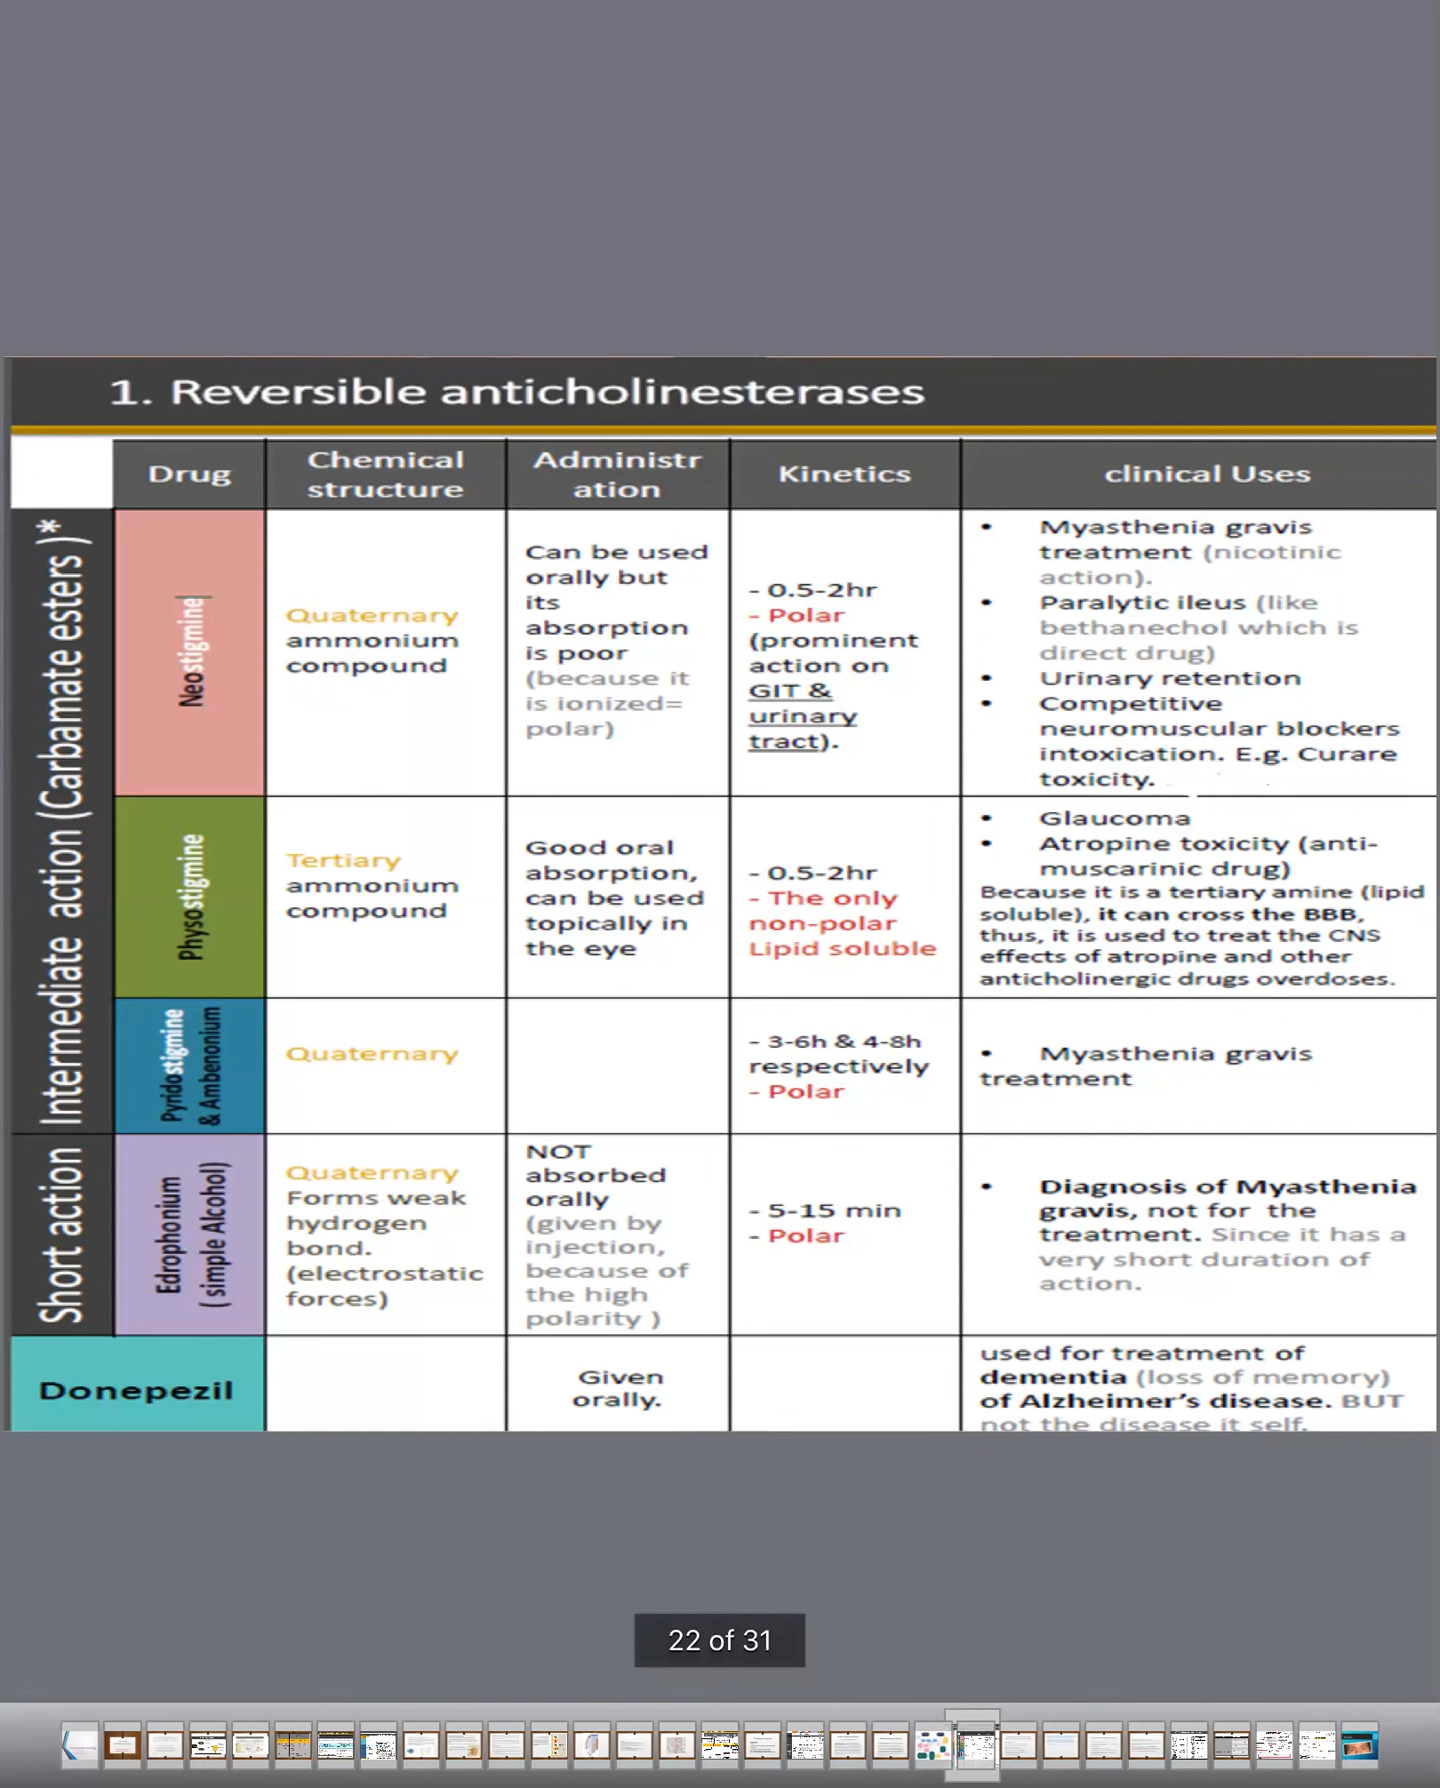 1. Reversible anticholinesterases
Drug
Chemical
structure
Administr
ation
Kinetics
clinical Uses
Intermediate action (Carbamate esters )*
Neostigmine
Quaternary
ammonium
compound
Can be used
orally but
its
absorption
is poor
(because it
is ionized=
polar)
- 0.5-2hr
- Polar
(prominent
action on
GIT &
urinary
tract).
• Myasthenia gravis
treatment (nicotinic
action).
• Paralytic ileus (like
bethanechol which is
direct drug)
• Urinary retention
• Competitive
neuromuscular blockers
intoxication. E.g. Curare
toxicity.
Physostigmine
Tertiary
ammonium
compound
Good oral
absorption,
can be used
topically in
the eye
- 0.5-2hr
- The only
non-polar
Lipid soluble
• Glaucoma
• Atropine toxicity (anti-
muscarinic drug)
Because it is a tertiary amine (lipid
soluble), it can cross the BBB,
thus, it is used to treat the CNS
effects of atropine and other
anticholinergic drugs overdoses.
Pyridostigmine
& Ambenonium
Quaternary
- 3-6h & 4-8h
respectively
- Polar
• Myasthenia gravis
treatment
Short action
Edrophonium
( simple Alcohol)
Quaternary
Forms weak
hydrogen
bond.
(electrostatic
forces)
NOT
absorbed
orally
(given by
injection,
because of
the high
polarity )
- 5-15 min
- Polar
• Diagnosis of Myasthenia
gravis, not for the
treatment. Since it has a
very short duration of
action.
Donepezil
Given
orally.
used for treatment of
dementia (loss of memory)
of Alzheimer's disease. BUT
not the disease it self.
22 of 31